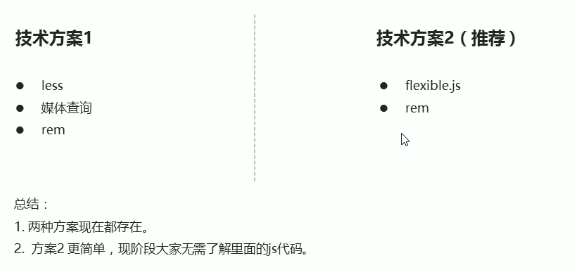 技术方案1
● less
● 媒体查询
● rem
技术方案2（推荐）
● flexible.js
● rem
总结：
1. 两种方案现在都存在。
2. 方案2 更简单，现阶段大家无需了解里面的js代码。